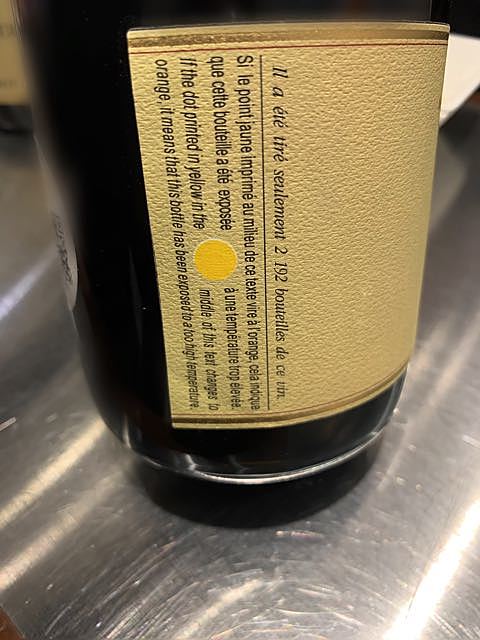 Il a été tiré seulement 2 192 bouteilles de ce vin.
Si le point jaune imprimé au milieu de ce texte vire à l'orange, cela indique
que cette bouteille a été exposée à une température trop élevée.
If the dot printed in yellow in the middle of this text changes to
orange, it means that this bottle has been exposed to a too high temperature.